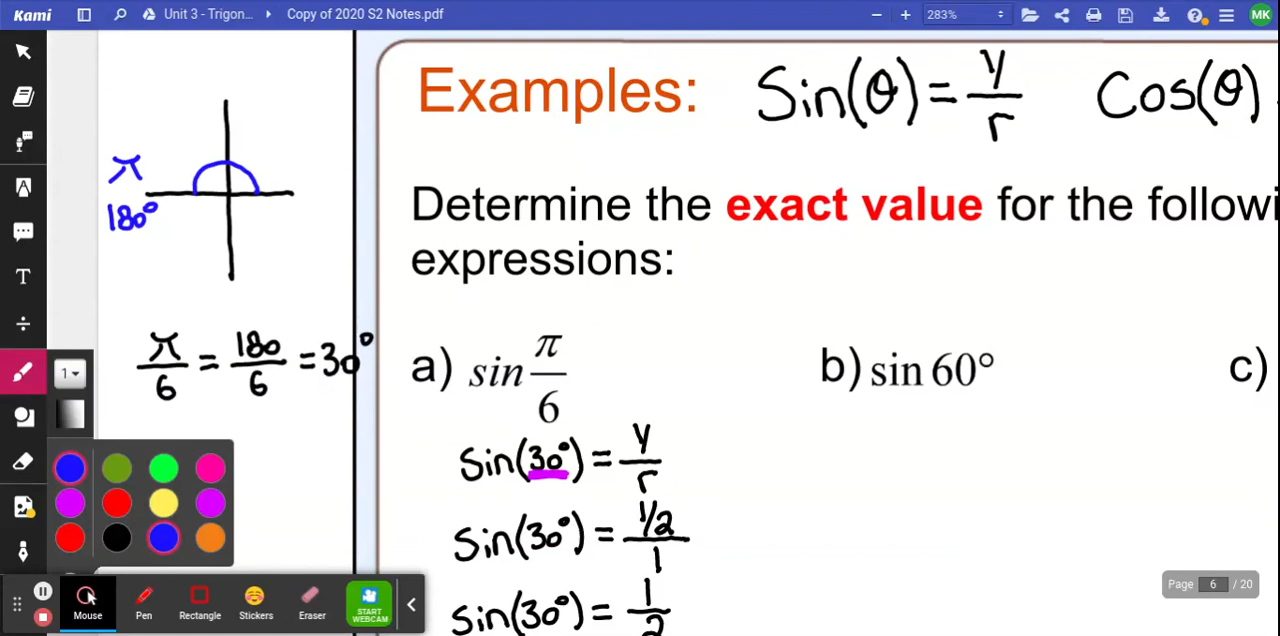 Kami Unit 3 - Trigon... Copy of 2020 S2 Notes.pdf 283% MK
Examples: Sin(θ) = y/r Cos(θ)
π
180°
Determine the exact value for the followi
expressions:
π/6 = 180/6 = 30°
a) sin π/6 b) sin 60° c)
1
Sin(30°) = y/r
Sin(30°) = 1/2/1
Sin(30°) = 1/2
Page 6 / 20
Mouse Pen Rectangle Stickers Eraser START WEBCAM